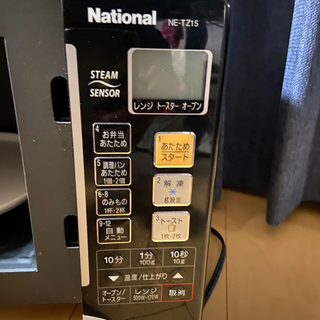 National
NE-TZ15
STEAM
SENSOR
レンジ トースター オーブン
4
お弁当
あたため
1
あたため
スタート
5
調理パン
あたため
1個・2個
2
解凍
6-8
のみもの
1杯・2杯
3
トースト
1枚・2枚
9-12
自動
メニュー
10分
1分
100g
10秒
10g
温度/仕上がり
オーブン/
トースター
レンジ
取消